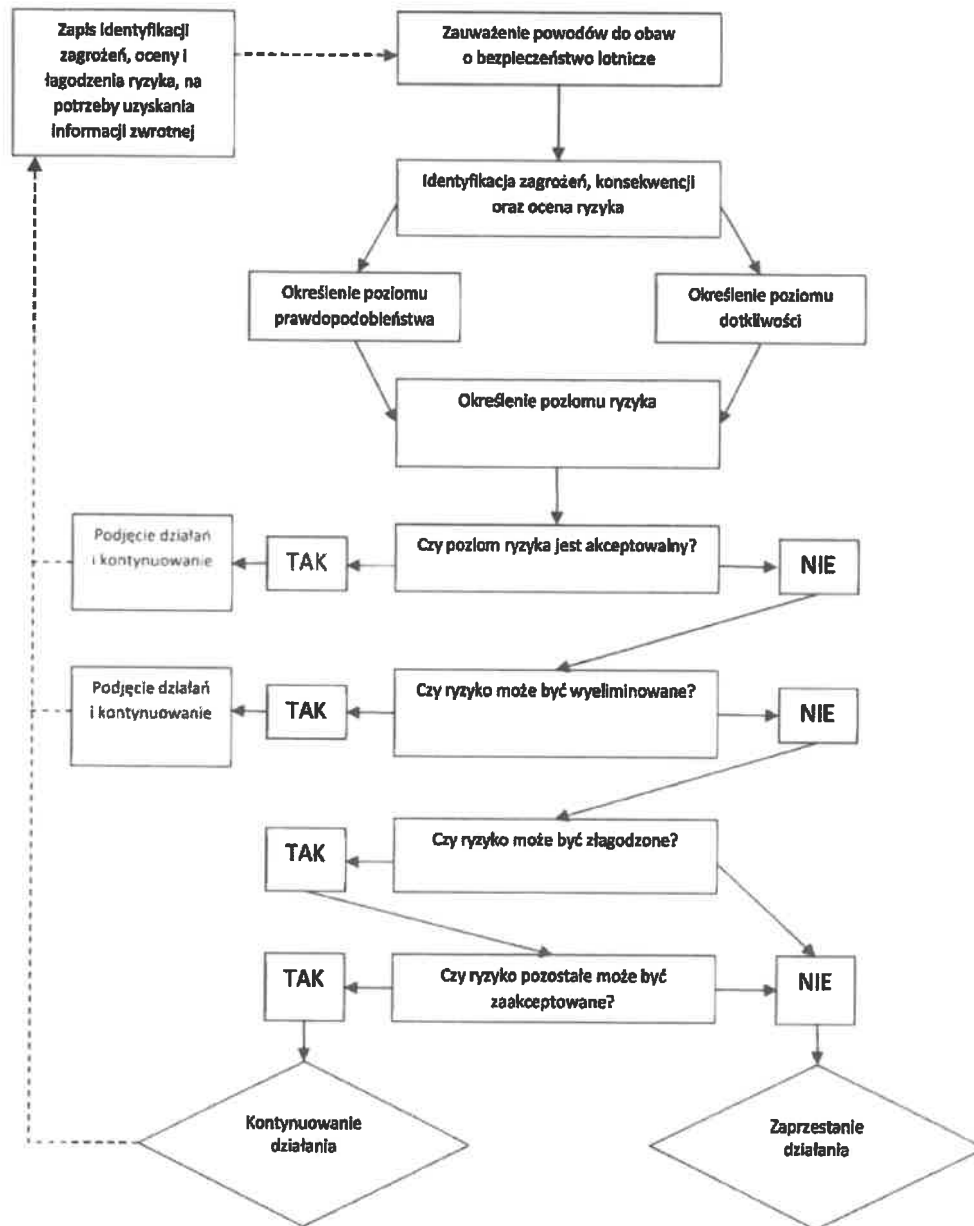 Zapis identyfikacji
zagrożeń, oceny i
łagodzenia ryzyka, na
potrzeby uzyskania
informacji zwrotnej
Zauważenie powodów do obaw
o bezpieczeństwo lotnicze
Identyfikacja zagrożeń, konsekwencji
oraz ocena ryzyka
Określenie poziomu
prawdopodobieństwa
Określenie poziomu
dotkliwości
Określenie poziomu ryzyka
Podjęcie działań
i kontynuowanie
TAK
Czy poziom ryzyka jest akceptowalny?
NIE
Podjęcie działań
i kontynuowanie
TAK
Czy ryzyko może być wyeliminowane?
NIE
TAK
Czy ryzyko może być złagodzone?
TAK
Czy ryzyko pozostałe może być
zaakceptowane?
NIE
Kontynuowanie
działania
Zaprzestanie
działania